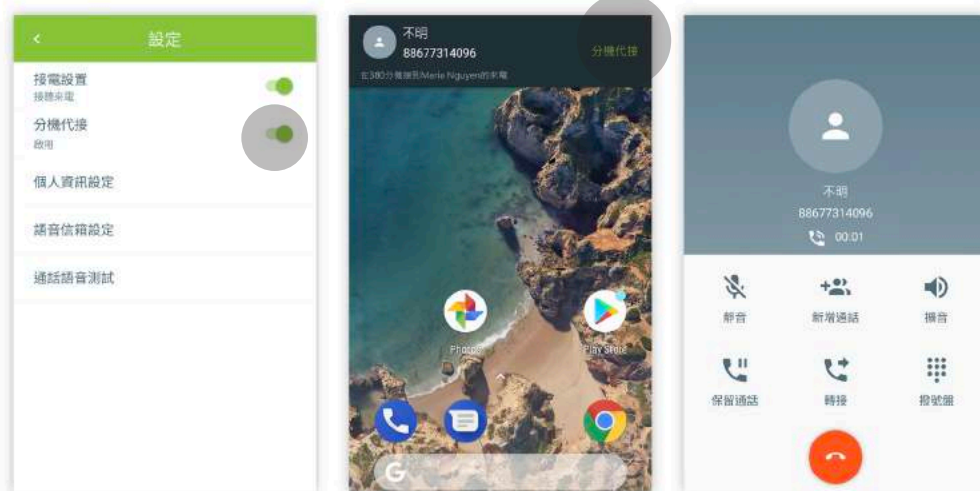 設定
接電設置
接聽來電
分機代接
啟用
個人資訊設定
語音信箱設定
通話語音測試
不明
88677314096
分機代接
在380分機接到Marie Nguyen的來電
Photos
Play Store
G
不明
88677314096
00:01
靜音
新增通話
擴音
保留通話
轉接
撥號盤